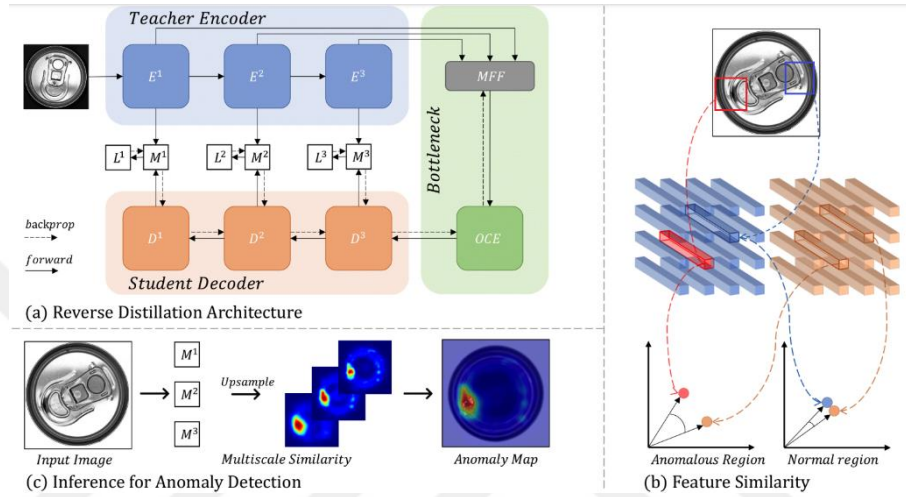 Teacher Encoder
E¹
E²
E³
MFF
L¹
M¹
L²
M²
L³
M³
Bottleneck
backprop
forward
D¹
D²
D³
OCE
Student Decoder
(a) Reverse Distillation Architecture
M¹
M²
M³
Upsample
Input Image
Multiscale Similarity
Anomaly Map
(c) Inference for Anomaly Detection
Anomalous Region
Normal region
(b) Feature Similarity